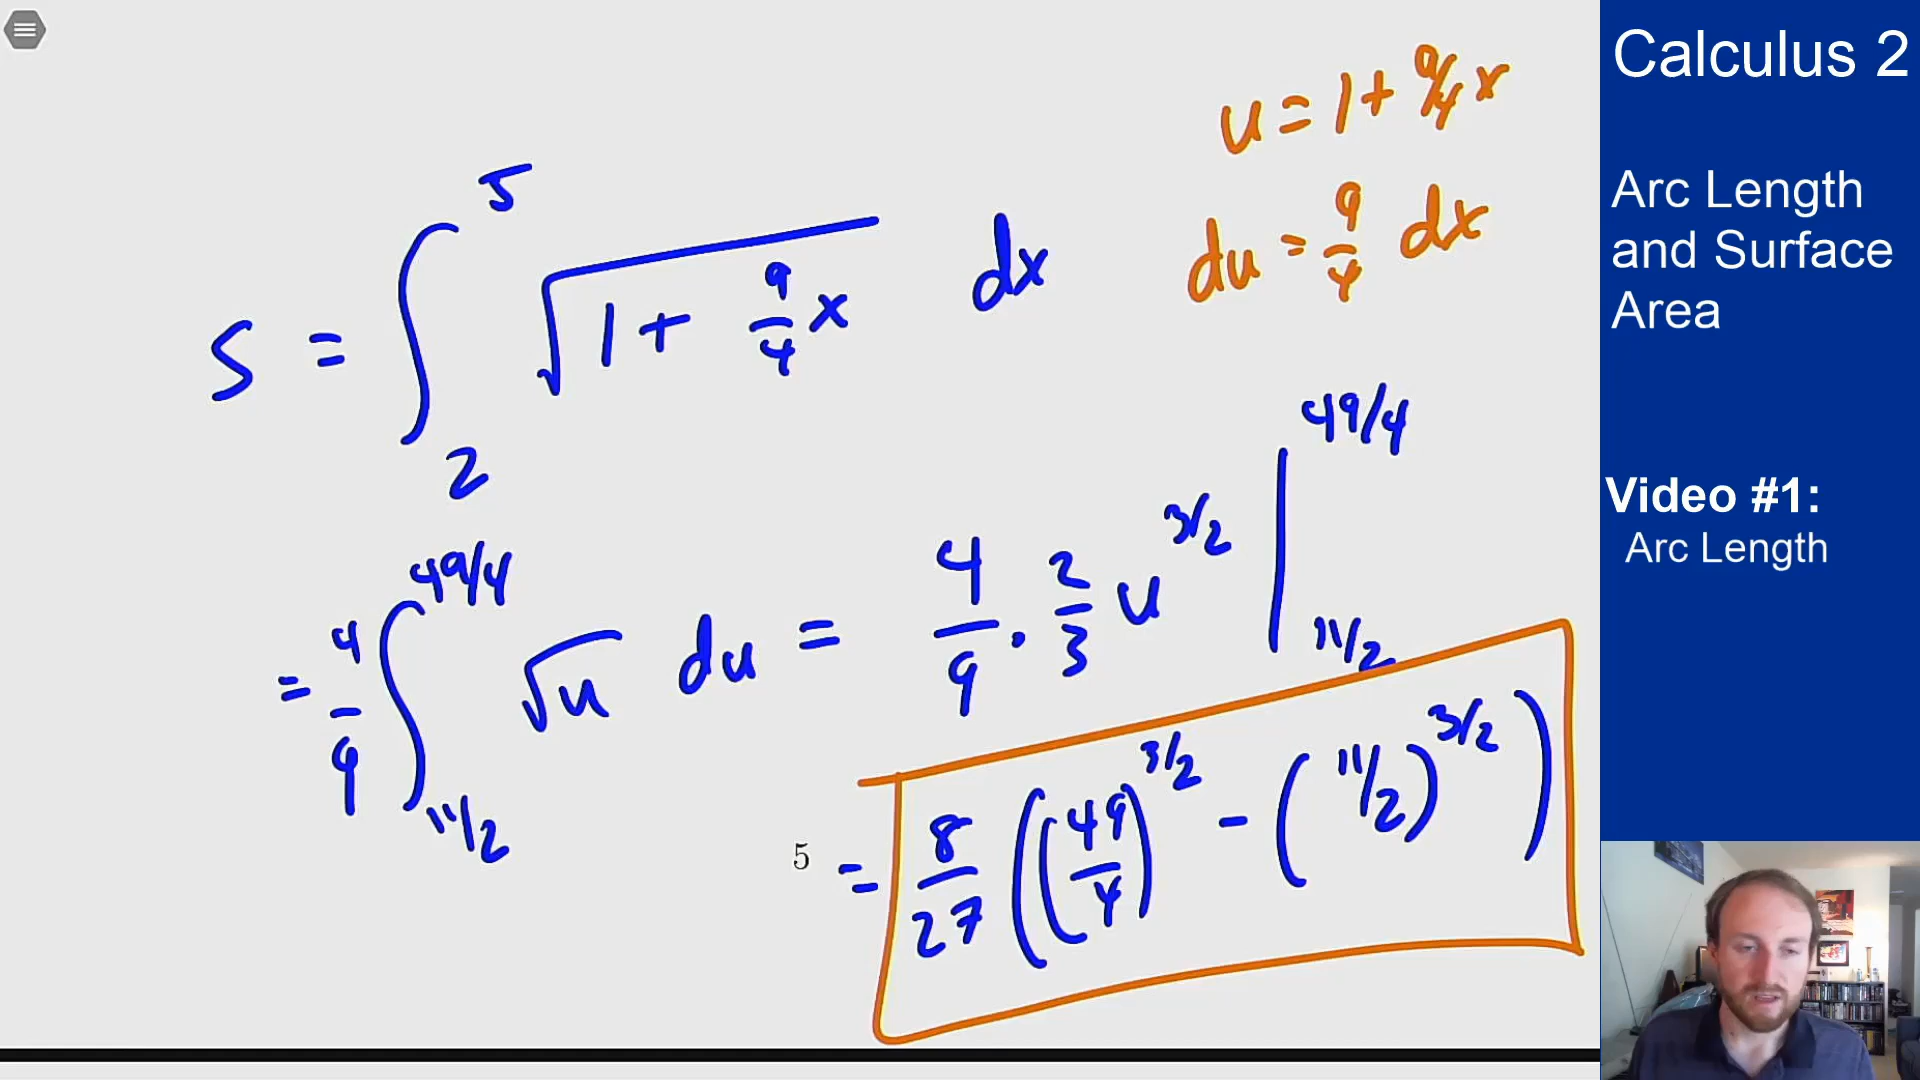 u = 1 + 9/4 x
du = 9/4 dx
S = ∫_2^5 √(1 + 9/4 x) dx
= 4/9 ∫_{11/2}^{49/4} √u du = 4/9 · 2/3 u^{3/2} |_{11/2}^{49/4}
= 8/27 ((49/4)^{3/2} - (11/2)^{3/2})
5
Calculus 2
Arc Length
and Surface
Area
Video #1:
Arc Length